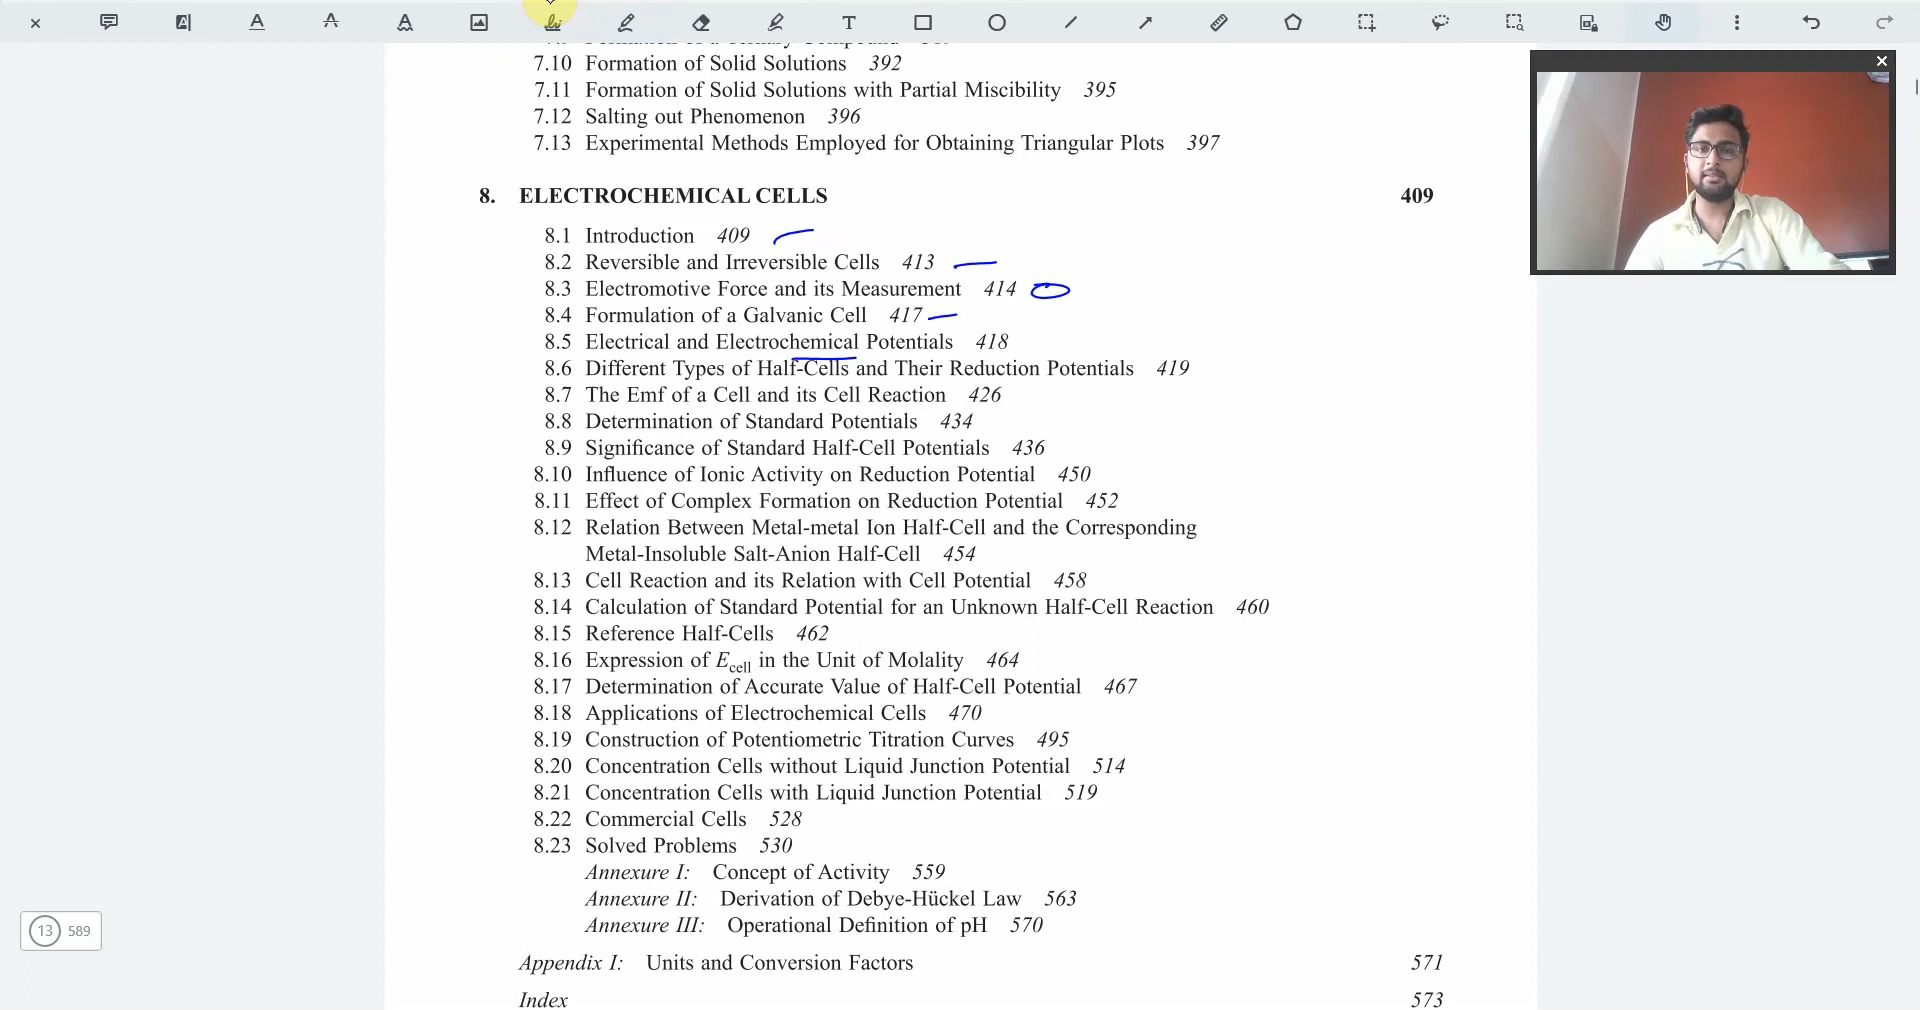 7.10 Formation of Solid Solutions 392
7.11 Formation of Solid Solutions with Partial Miscibility 395
7.12 Salting out Phenomenon 396
7.13 Experimental Methods Employed for Obtaining Triangular Plots 397
8. ELECTROCHEMICAL CELLS 409
8.1 Introduction 409
8.2 Reversible and Irreversible Cells 413
8.3 Electromotive Force and its Measurement 414
8.4 Formulation of a Galvanic Cell 417
8.5 Electrical and Electrochemical Potentials 418
8.6 Different Types of Half-Cells and Their Reduction Potentials 419
8.7 The Emf of a Cell and its Cell Reaction 426
8.8 Determination of Standard Potentials 434
8.9 Significance of Standard Half-Cell Potentials 436
8.10 Influence of Ionic Activity on Reduction Potential 450
8.11 Effect of Complex Formation on Reduction Potential 452
8.12 Relation Between Metal-metal Ion Half-Cell and the Corresponding
Metal-Insoluble Salt-Anion Half-Cell 454
8.13 Cell Reaction and its Relation with Cell Potential 458
8.14 Calculation of Standard Potential for an Unknown Half-Cell Reaction 460
8.15 Reference Half-Cells 462
8.16 Expression of Ecell in the Unit of Molality 464
8.17 Determination of Accurate Value of Half-Cell Potential 467
8.18 Applications of Electrochemical Cells 470
8.19 Construction of Potentiometric Titration Curves 495
8.20 Concentration Cells without Liquid Junction Potential 514
8.21 Concentration Cells with Liquid Junction Potential 519
8.22 Commercial Cells 528
8.23 Solved Problems 530
Annexure I: Concept of Activity 559
Annexure II: Derivation of Debye-Hückel Law 563
Annexure III: Operational Definition of pH 570
Appendix I: Units and Conversion Factors 571
Index 573
13 589